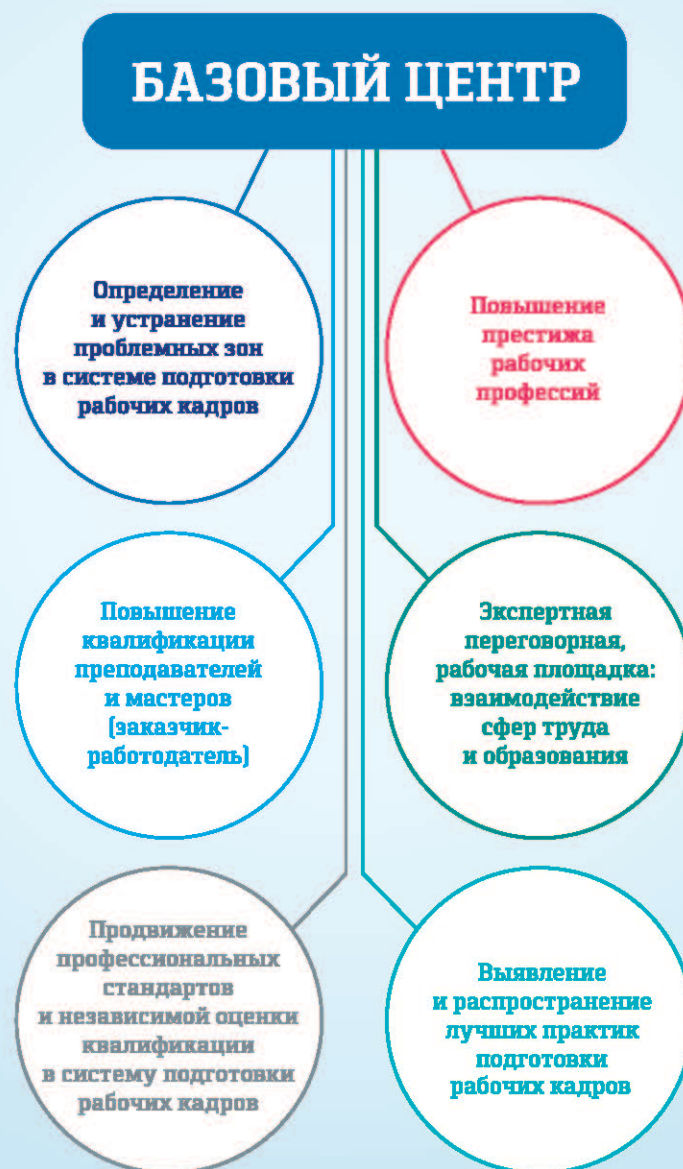 БАЗОВЫЙ ЦЕНТР
Определение
и устранение
проблемных зон
в системе подготовки
рабочих кадров
Повышение
престижа
рабочих
профессий
Повышение
квалификации
преподавателей
и мастеров
(заказчик-
работодатель)
Экспертная
переговорная,
рабочая площадка:
взаимодействие
сфер труда
и образования
Продвижение
профессиональных
стандартов
и независимой оценки
квалификации
в систему подготовки
рабочих кадров
Выявление
и распространение
лучших практик
подготовки
рабочих кадров